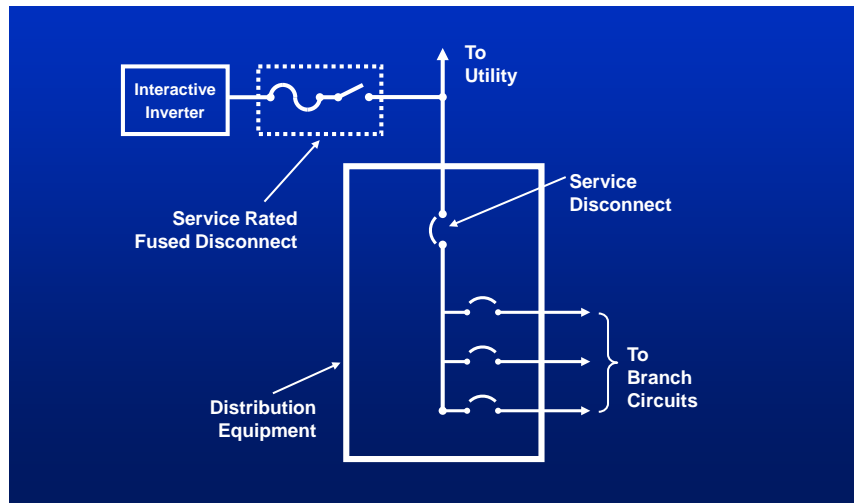 To
Utility
Interactive
Inverter
Service Rated
Fused Disconnect
Service
Disconnect
Distribution
Equipment
To
Branch
Circuits